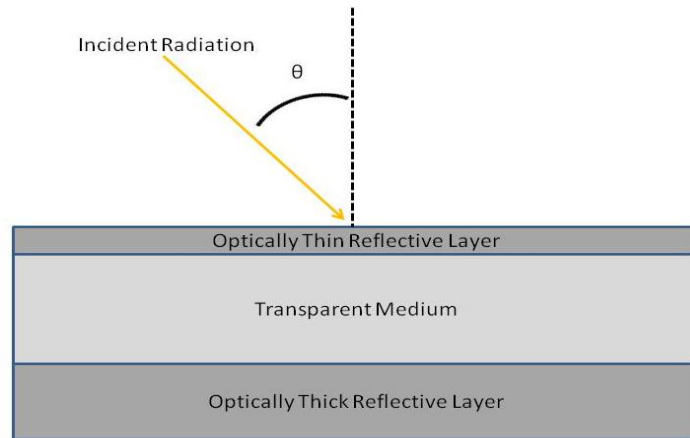 Incident Radiation
θ
Optically Thin Reflective Layer
Transparent Medium
Optically Thick Reflective Layer